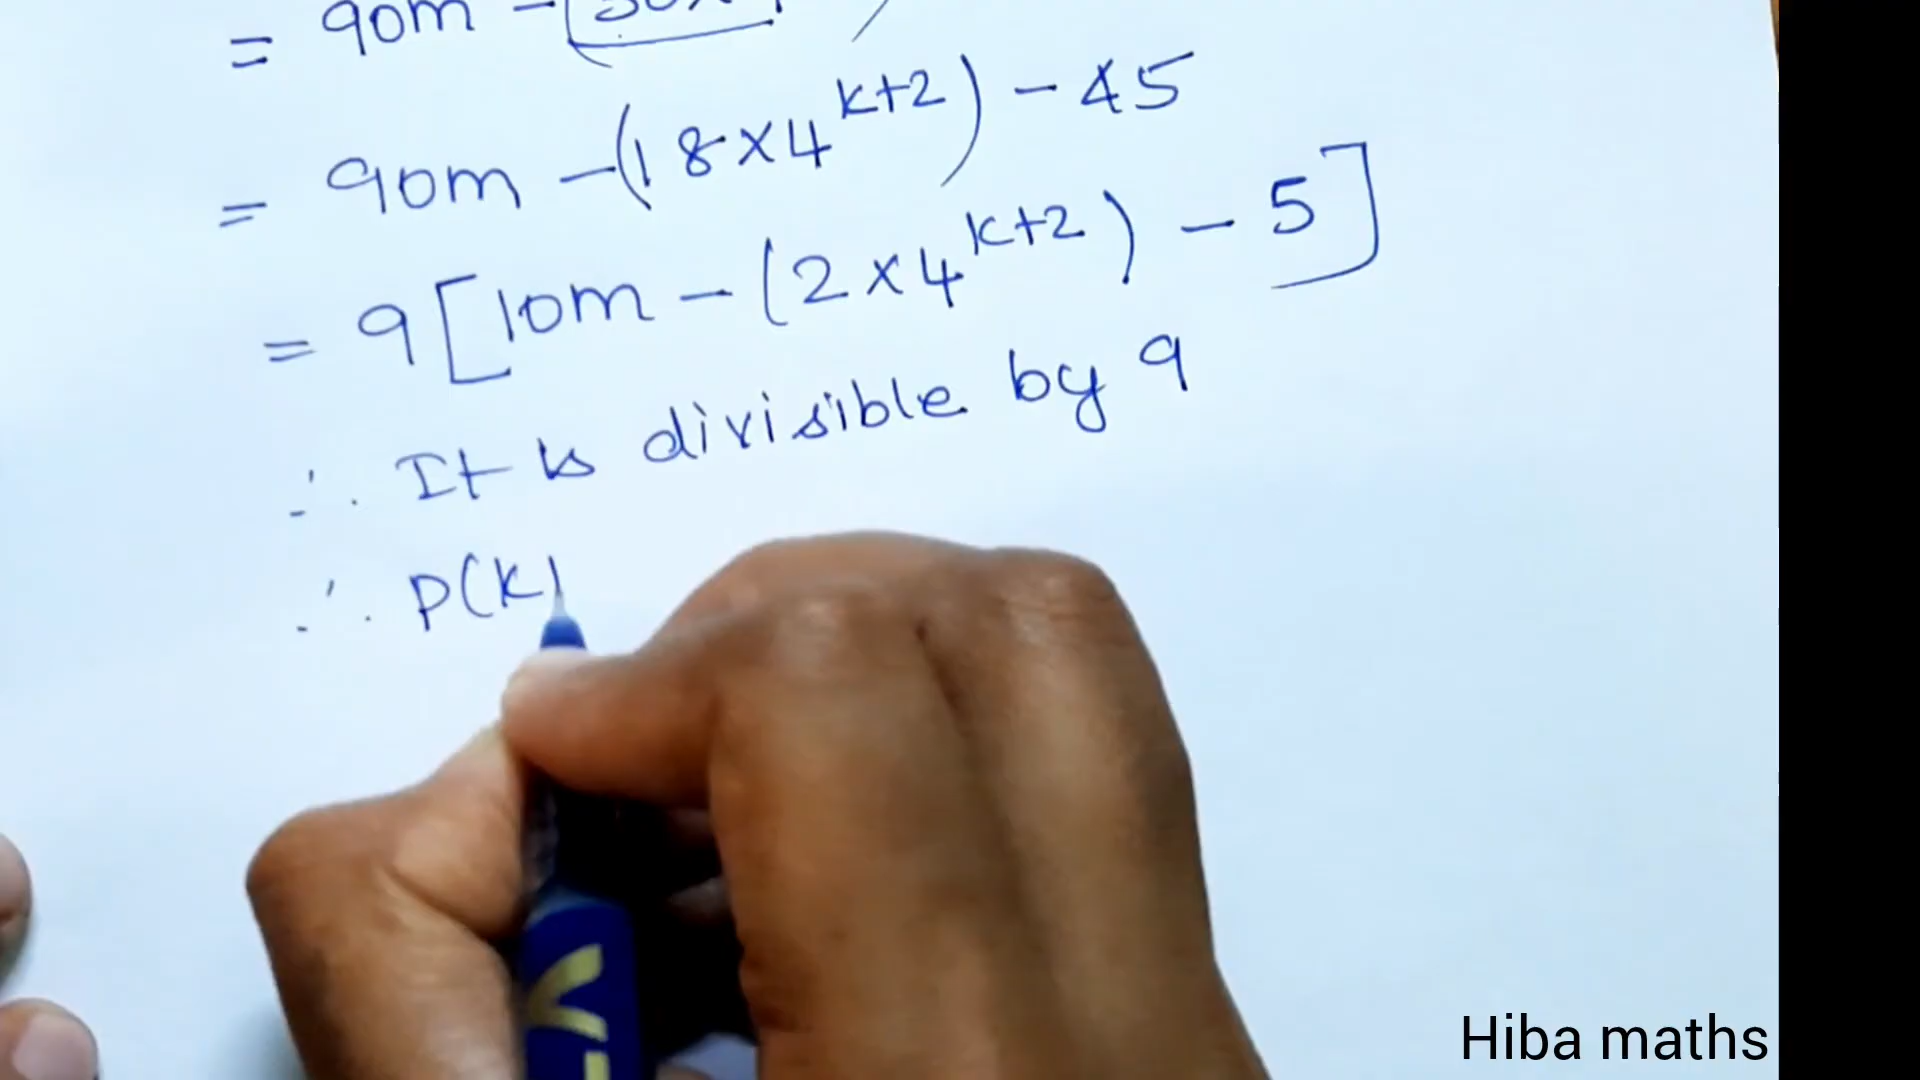 = 90m -
= 90m - (18 × 4^(k+2)) - 45
= 9 [10m - (2 × 4^(k+2)) - 5]
∴ It is divisible by 9
∴ P(k)
Hiba maths